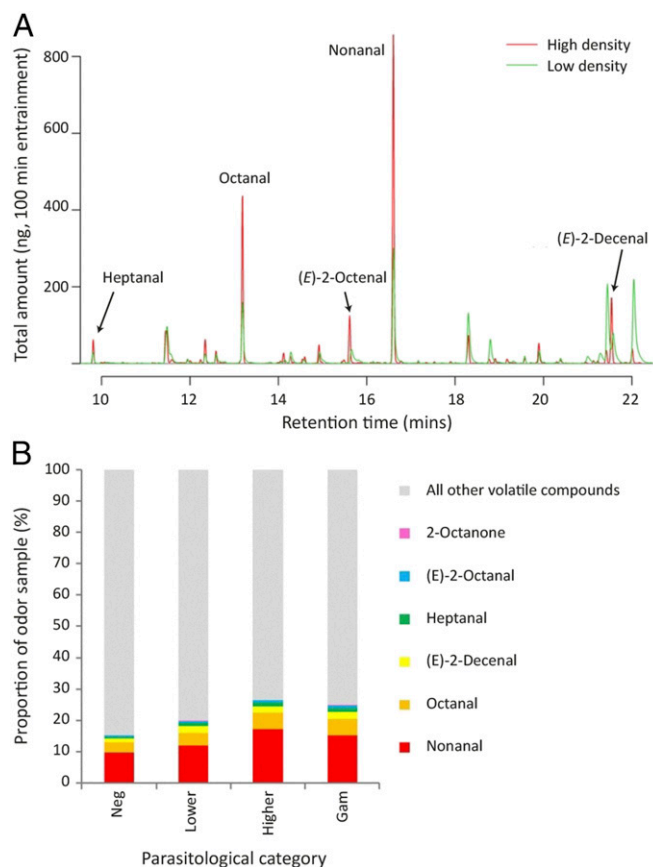 A
High density
Low density
Nonanal
Octanal
Heptanal
(E)-2-Octenal
(E)-2-Decenal
Total amount (ng, 100 min entrainment)
800
600
400
200
10
12
14
16
18
20
22
Retention time (mins)
B
Proportion of odor sample (%)
100
90
80
70
60
50
40
30
20
10
0
Neg
Lower
Higher
Gam
Parasitological category
All other volatile compounds
2-Octanone
(E)-2-Octanal
Heptanal
(E)-2-Decenal
Octanal
Nonanal